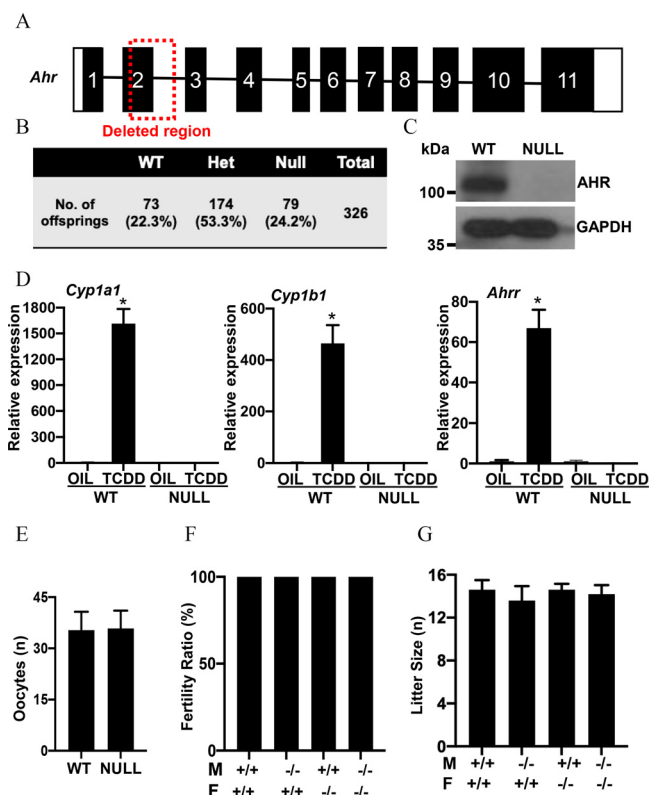 A
Ahr
1 2 3 4 5 6 7 8 9 10 11
Deleted region
B
WT Het Null Total
No. of offsprings 73 (22.3%) 174 (53.3%) 79 (24.2%) 326
C
kDa WT NULL
100 AHR
35 GAPDH
D
Cyp1a1
Relative expression
1800
1500
1200
900
600
300
0
*
OIL TCDD OIL TCDD
WT NULL
Cyp1b1
Relative expression
600
400
200
0
*
OIL TCDD OIL TCDD
WT NULL
Ahrr
Relative expression
80
60
40
20
0
*
OIL TCDD OIL TCDD
WT NULL
E
Oocytes (n)
45
30
15
0
WT NULL
F
Fertility Ratio (%)
100
50
0
M +/+ -/- +/+ -/-
F +/+ +/+ -/- -/-
G
Litter Size (n)
16
12
8
4
0
M +/+ -/- +/+ -/-
F +/+ +/+ -/- -/-